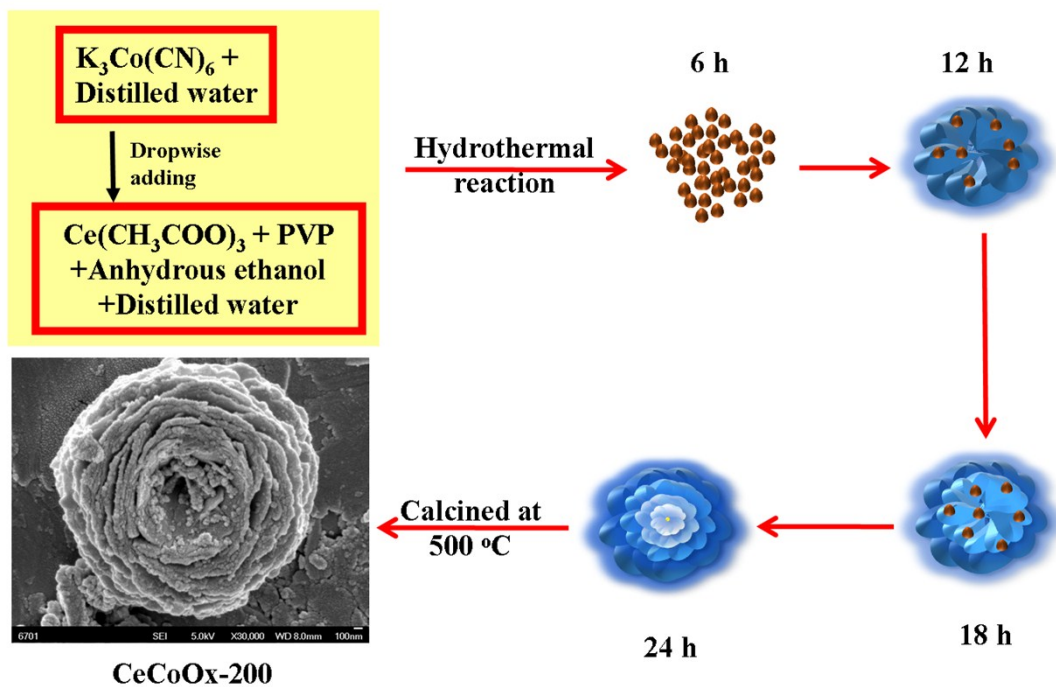 K₃Co(CN)₆ +
Distilled water
Dropwise
adding
Ce(CH₃COO)₃ + PVP
+Anhydrous ethanol
+Distilled water
Hydrothermal
reaction
6 h
12 h
18 h
24 h
Calcined at
500 °C
6701 SEI 5.0kV X30,000 WD 8.0mm 100nm
CeCoOx-200